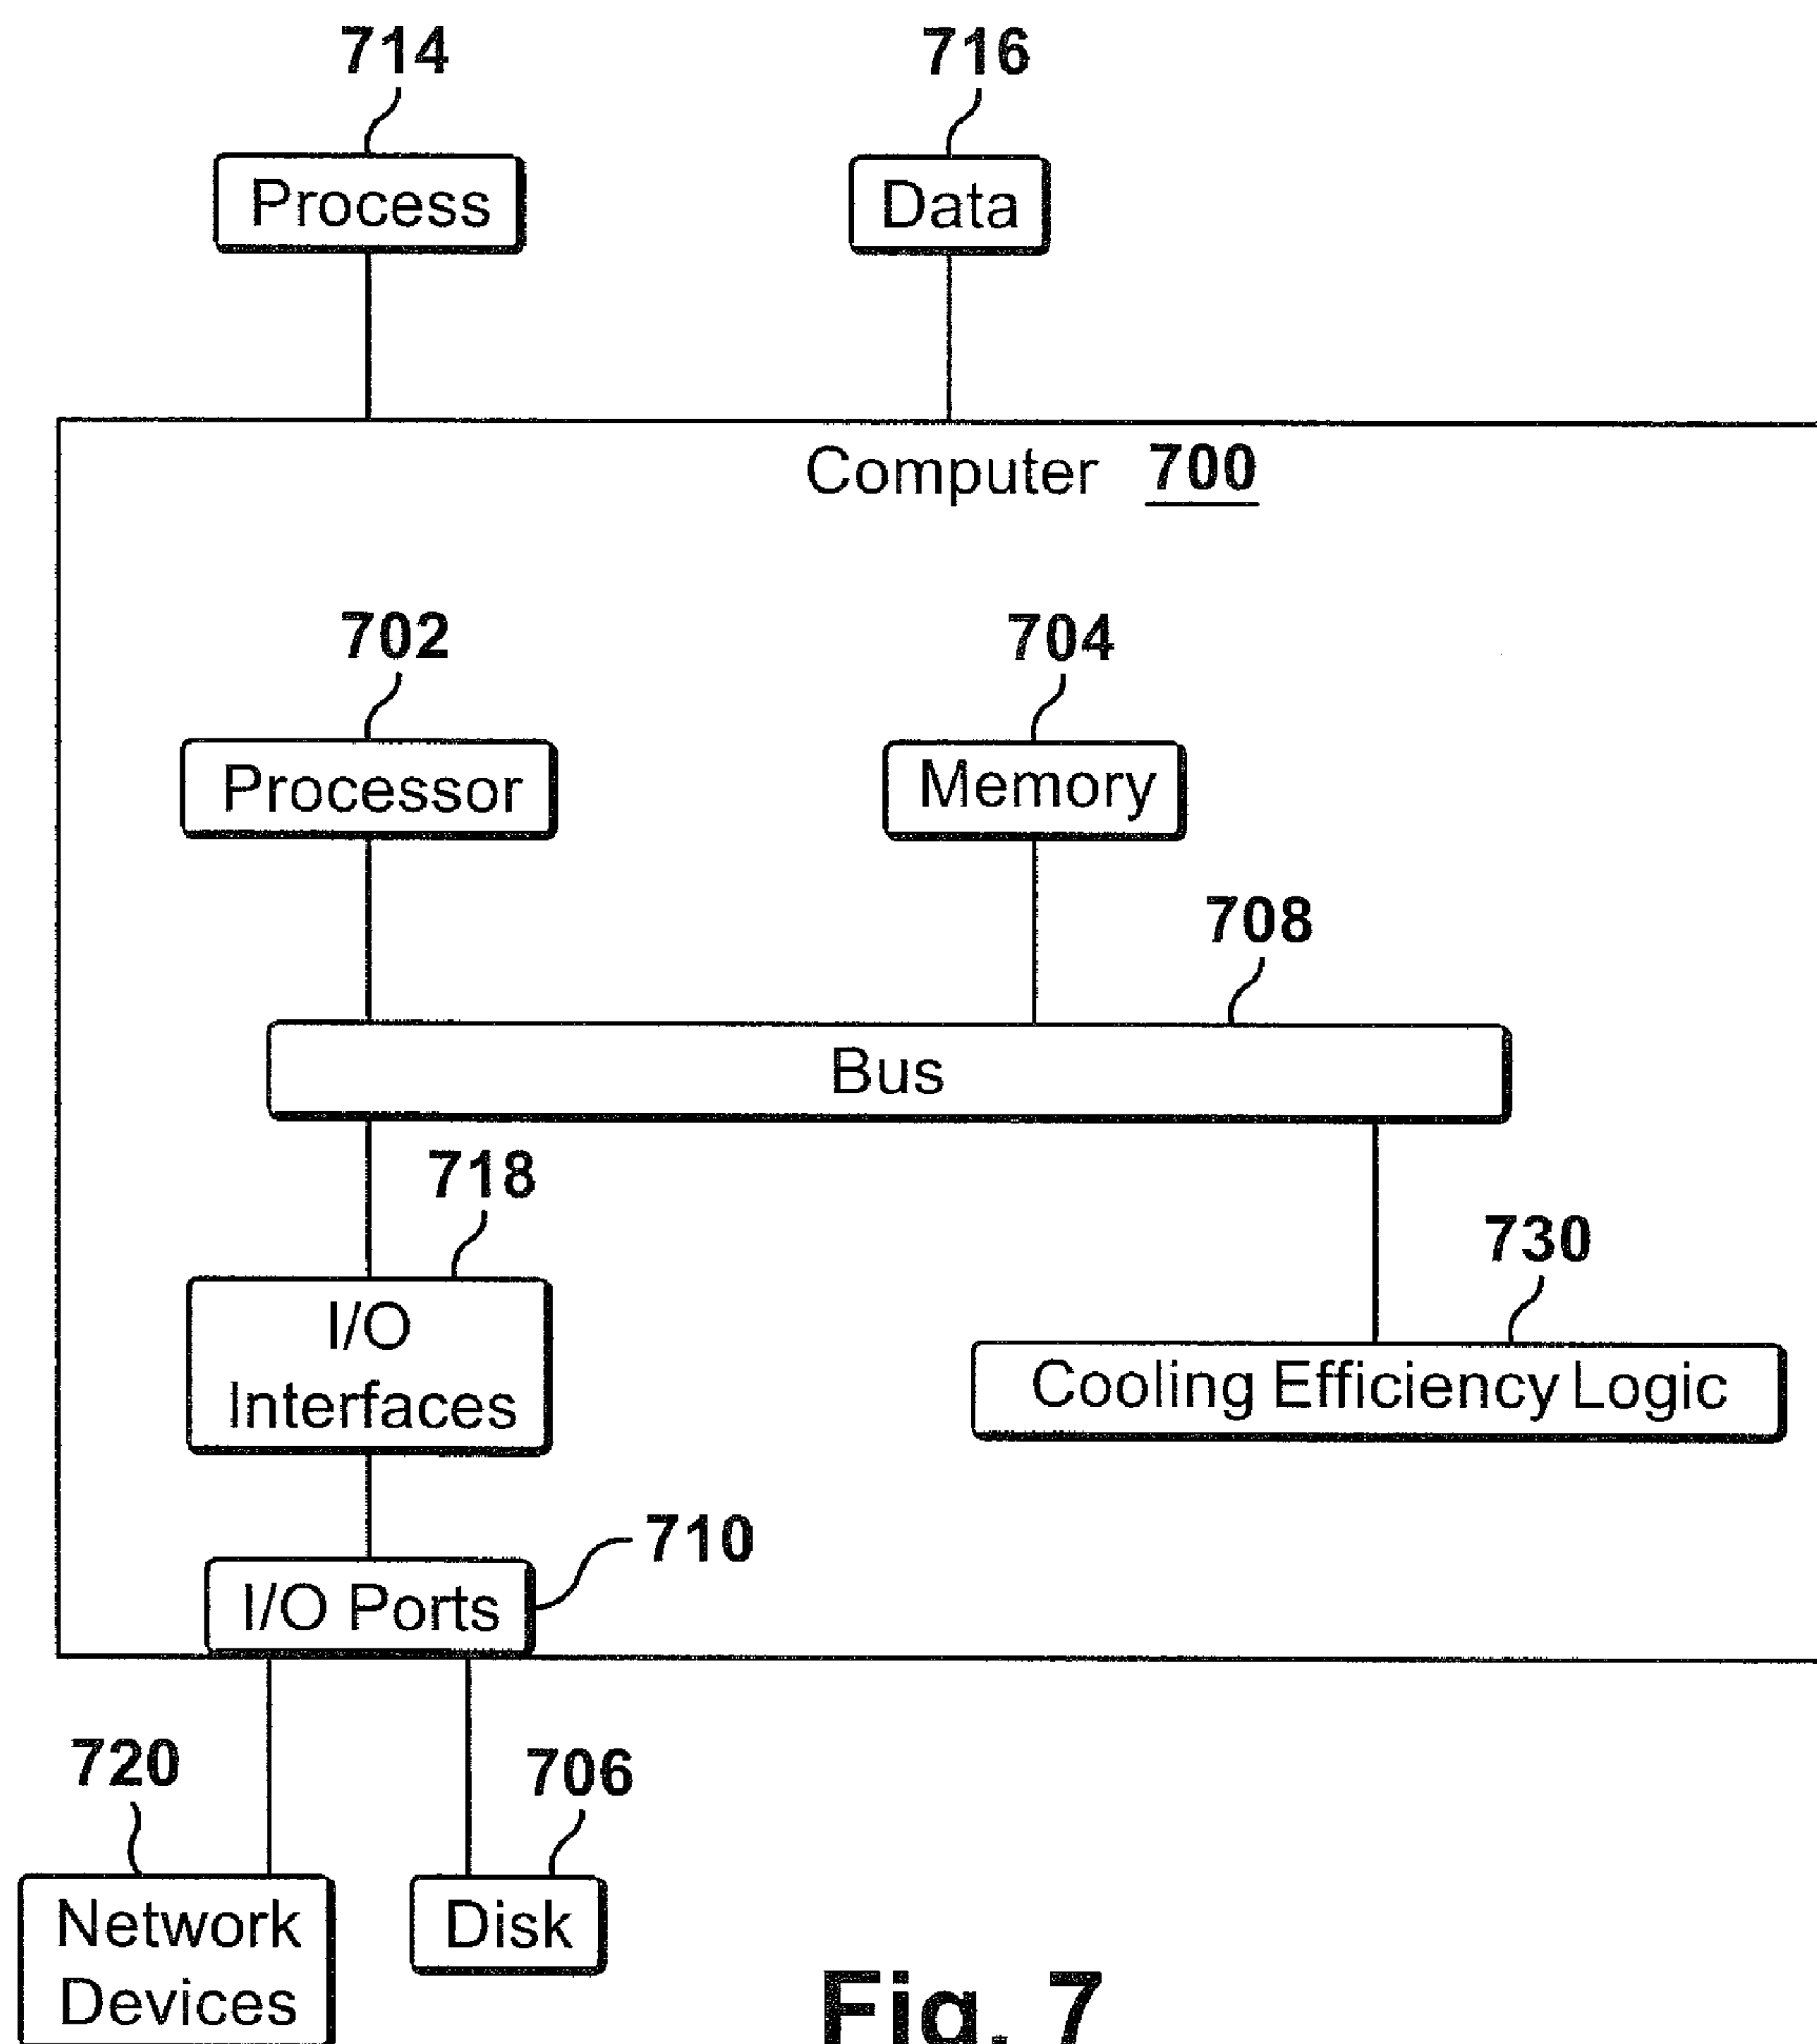 714
716
Process
Data
Computer 700
702
704
Processor
Memory
708
Bus
718
730
I/O
Interfaces
Cooling Efficiency Logic
710
I/O Ports
720
706
Network
Devices
Disk
Fig. 7